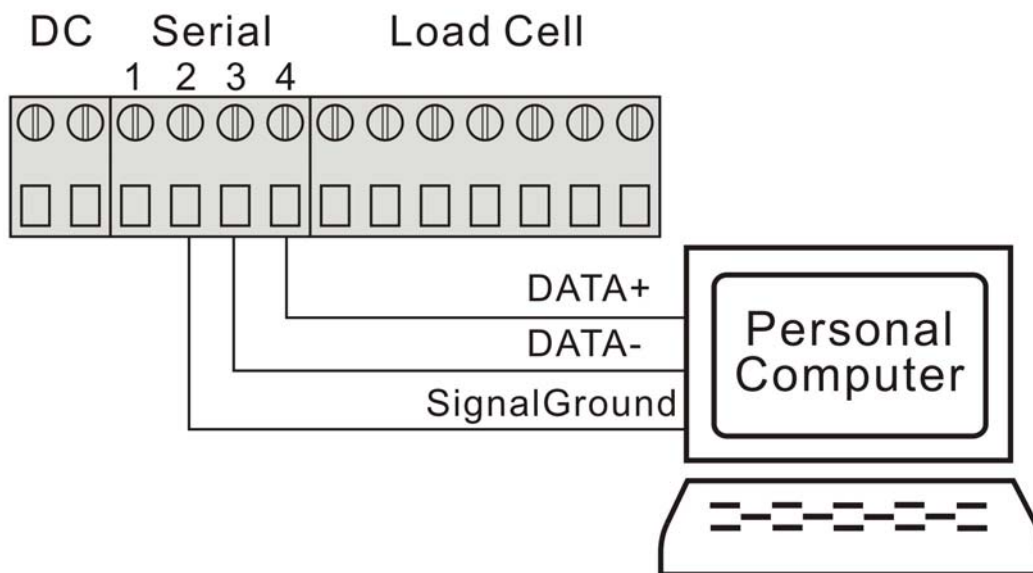 DC Serial Load Cell
1 2 3 4
DATA+
DATA-
SignalGround
Personal
Computer